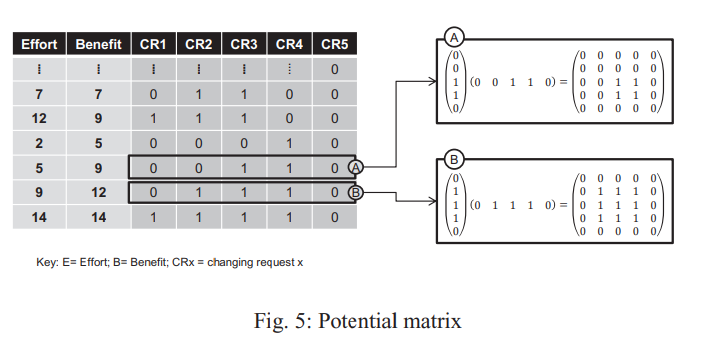 Effort Benefit CR1 CR2 CR3 CR4 CR5
⁞ ⁞ ⁞ ⁞ ⁞ ⁞ 0
7 7 0 1 1 0 0
12 9 1 1 1 0 0
2 5 0 0 0 1 0
5 9 0 0 1 1 0 A
9 12 0 1 1 1 0 B
14 14 1 1 1 1 0
A
0 0 0 0 0 0
0 0 0 0 0 0
1 (0 0 1 1 0) = 0 0 1 1 0
1 0 0 1 1 0
0 0 0 0 0 0
B
0 0 0 0 0 0
1 0 1 1 1 0
1 (0 1 1 1 0) = 0 1 1 1 0
1 0 1 1 1 0
0 0 0 0 0 0
Key: E= Effort; B= Benefit; CRx = changing request x
Fig. 5: Potential matrix